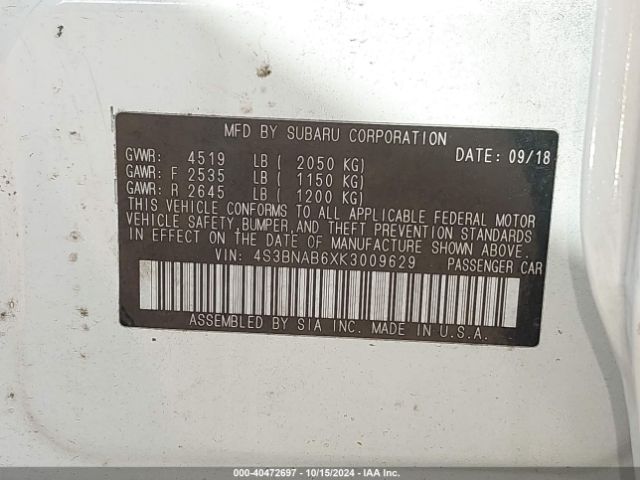 MFD BY SUBARU CORPORATION
GVWR: 4519 LB ( 2050 KG) DATE: 09/18
GAWR: F 2535 LB ( 1150 KG)
GAWR: R 2645 LB ( 1200 KG)
THIS VEHICLE CONFORMS TO ALL APPLICABLE FEDERAL MOTOR
VEHICLE SAFETY, BUMPER, AND THEFT PREVENTION STANDARDS
IN EFFECT ON THE DATE OF MANUFACTURE SHOWN ABOVE.
VIN: 4S3BNAB6XK3009629 PASSENGER CAR
ASSEMBLED BY SIA INC. MADE IN U.S.A.
000-40472697 - 10/15/2024 - IAA Inc.